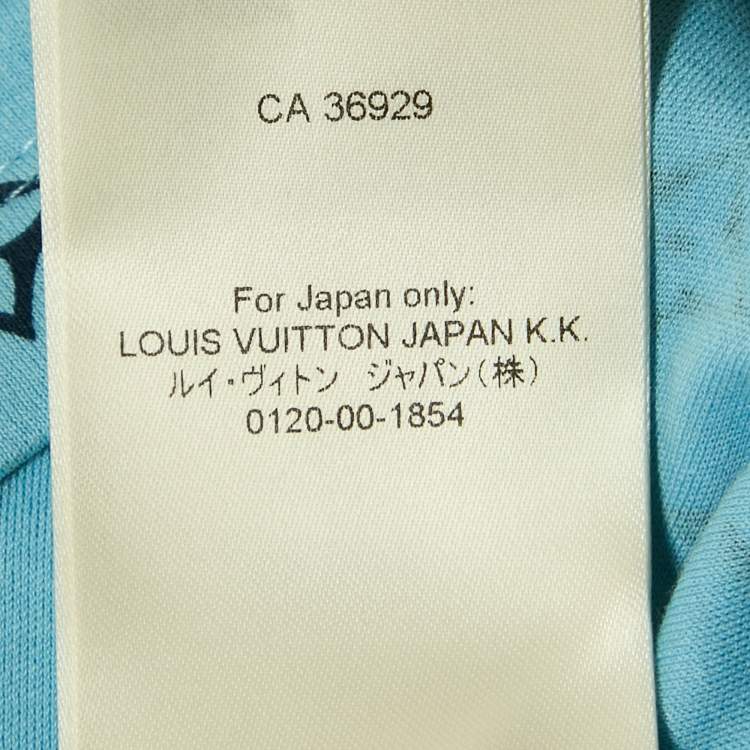 CA 36929
For Japan only:
LOUIS VUITTON JAPAN K.K.
ルイ・ヴィトン　ジャパン(株)
0120-00-1854